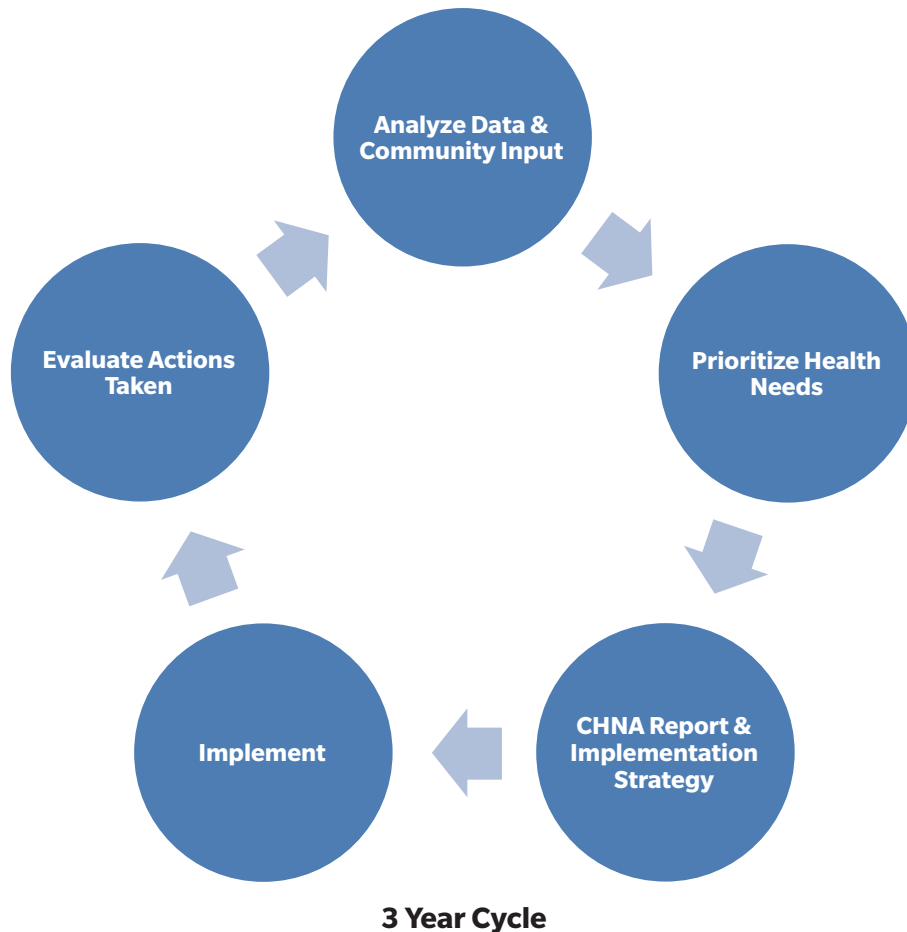 Analyze Data &
Community Input
Prioritize Health
Needs
CHNA Report &
Implementation
Strategy
Implement
Evaluate Actions
Taken
3 Year Cycle